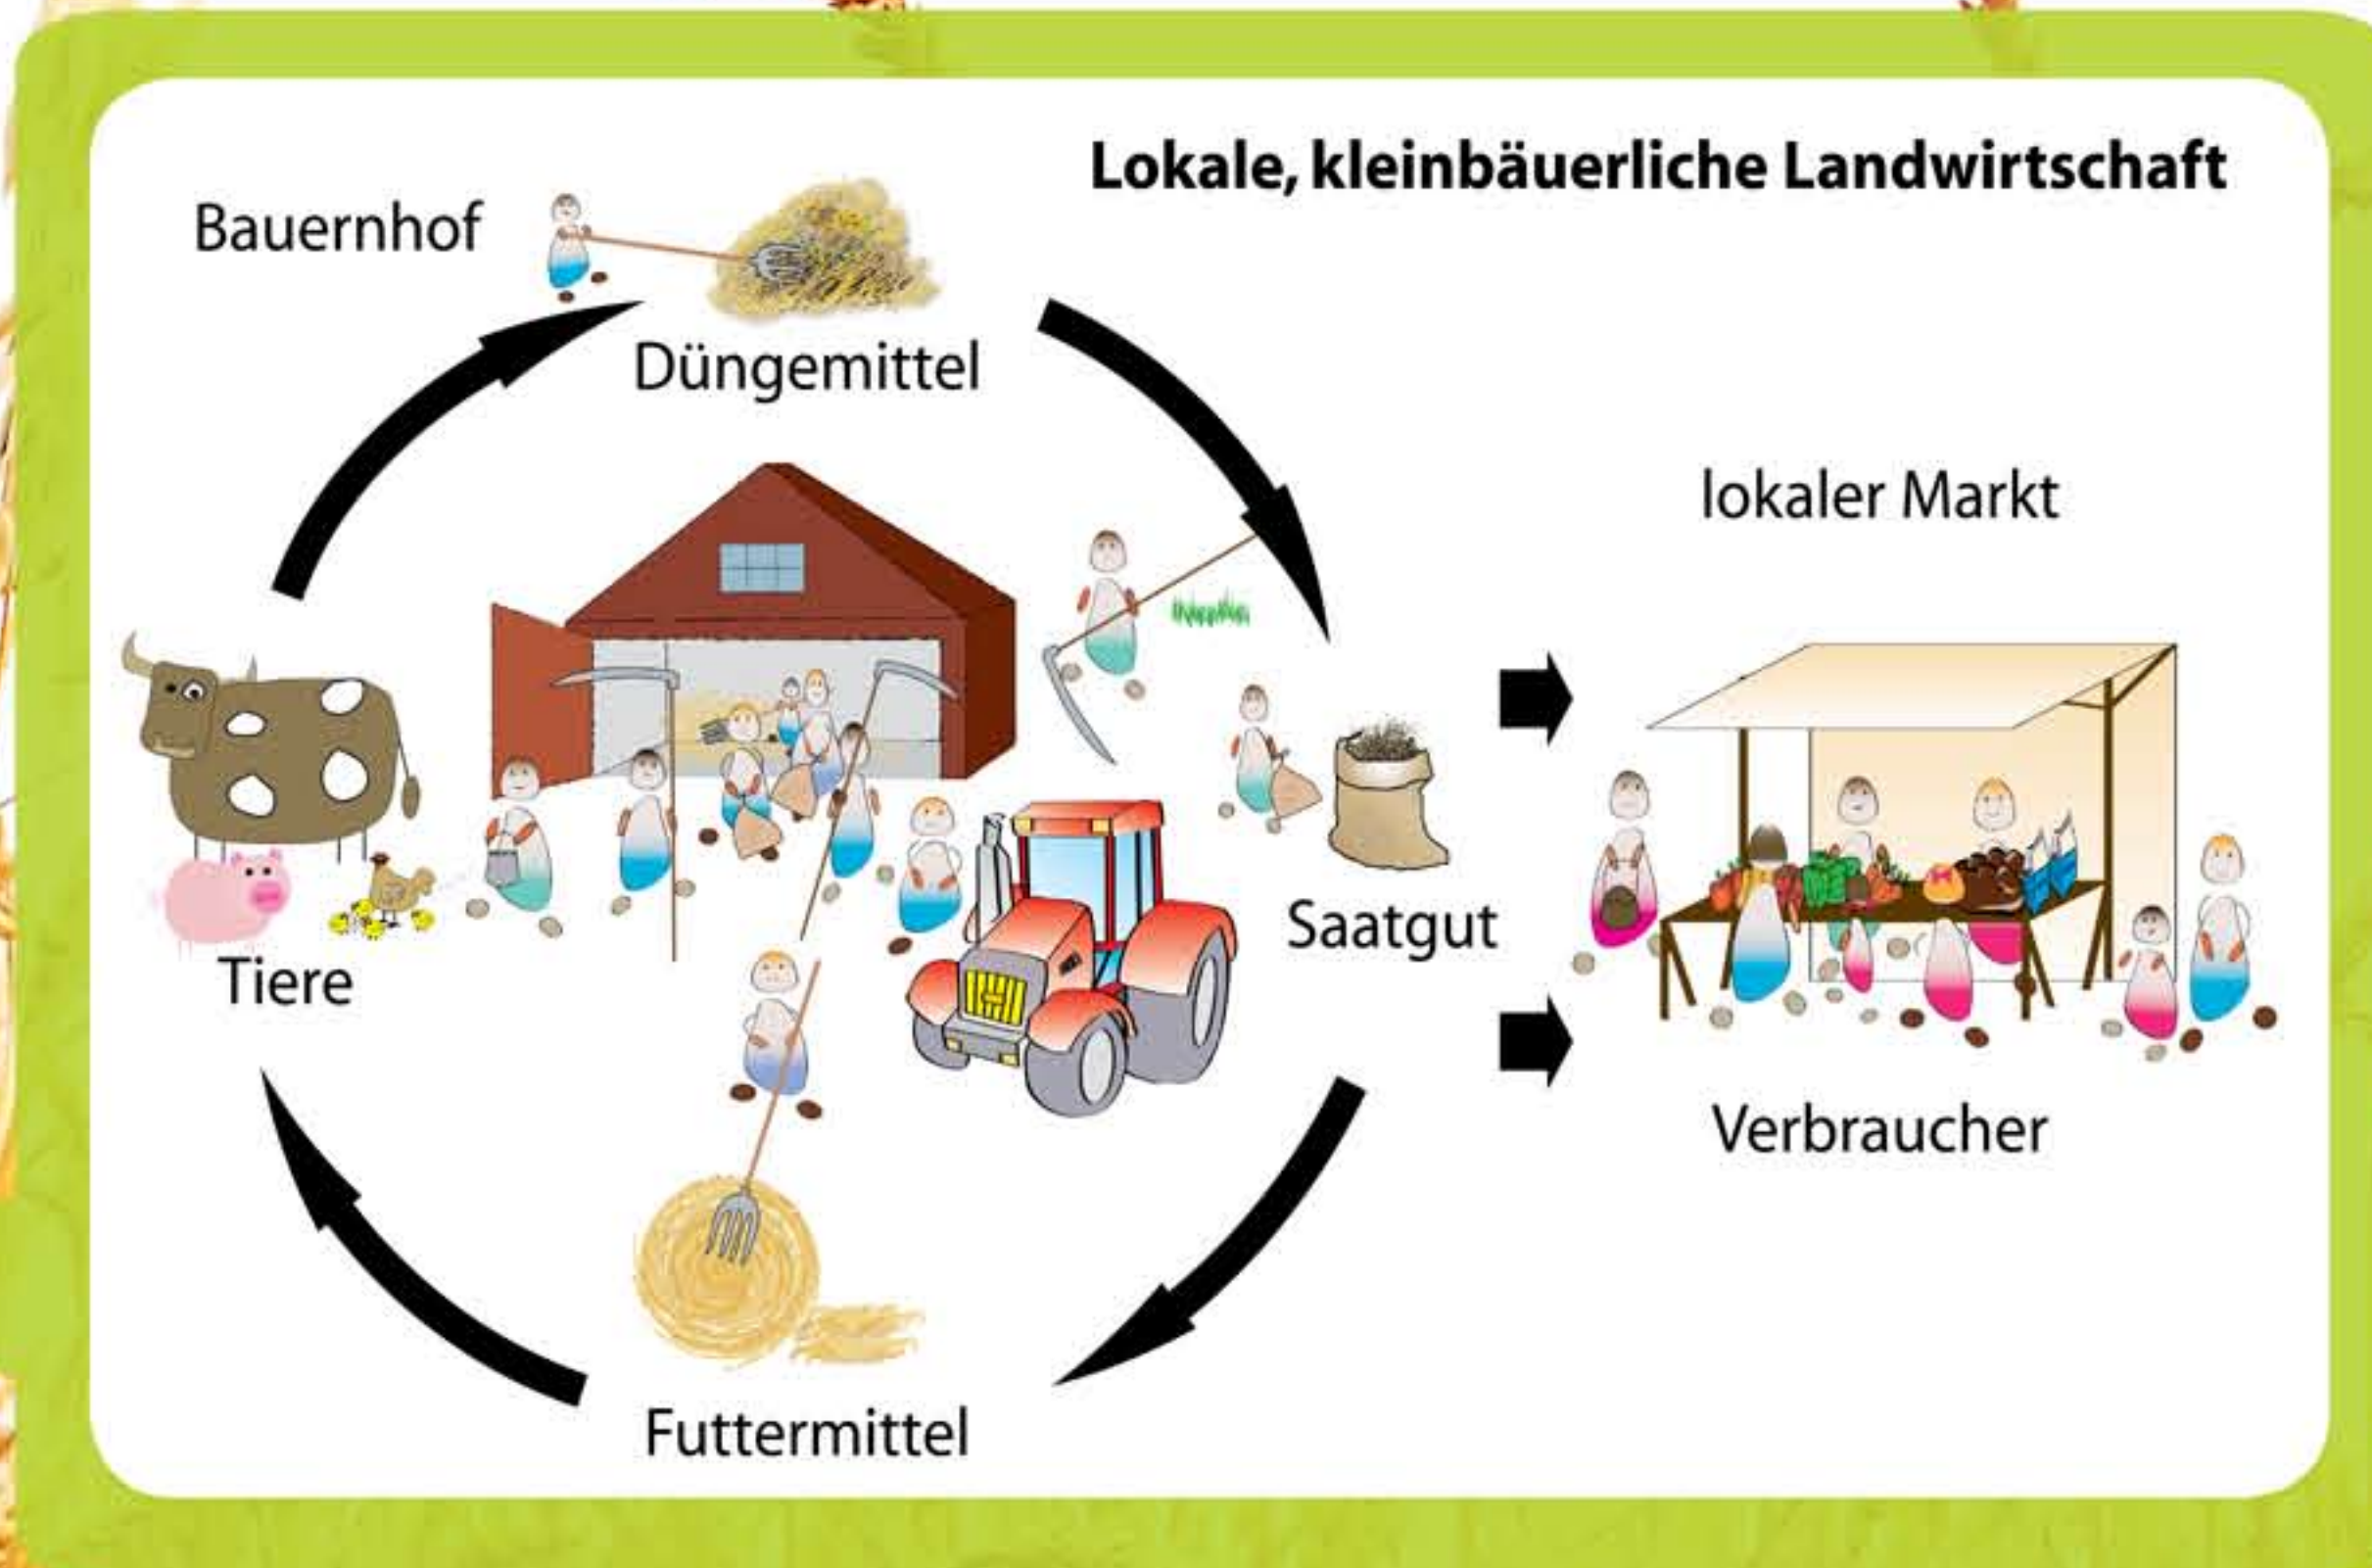 Lokale, kleinbäuerliche Landwirtschaft
Bauernhof
Düngemittel
lokaler Markt
Saatgut
Tiere
Verbraucher
Futtermittel